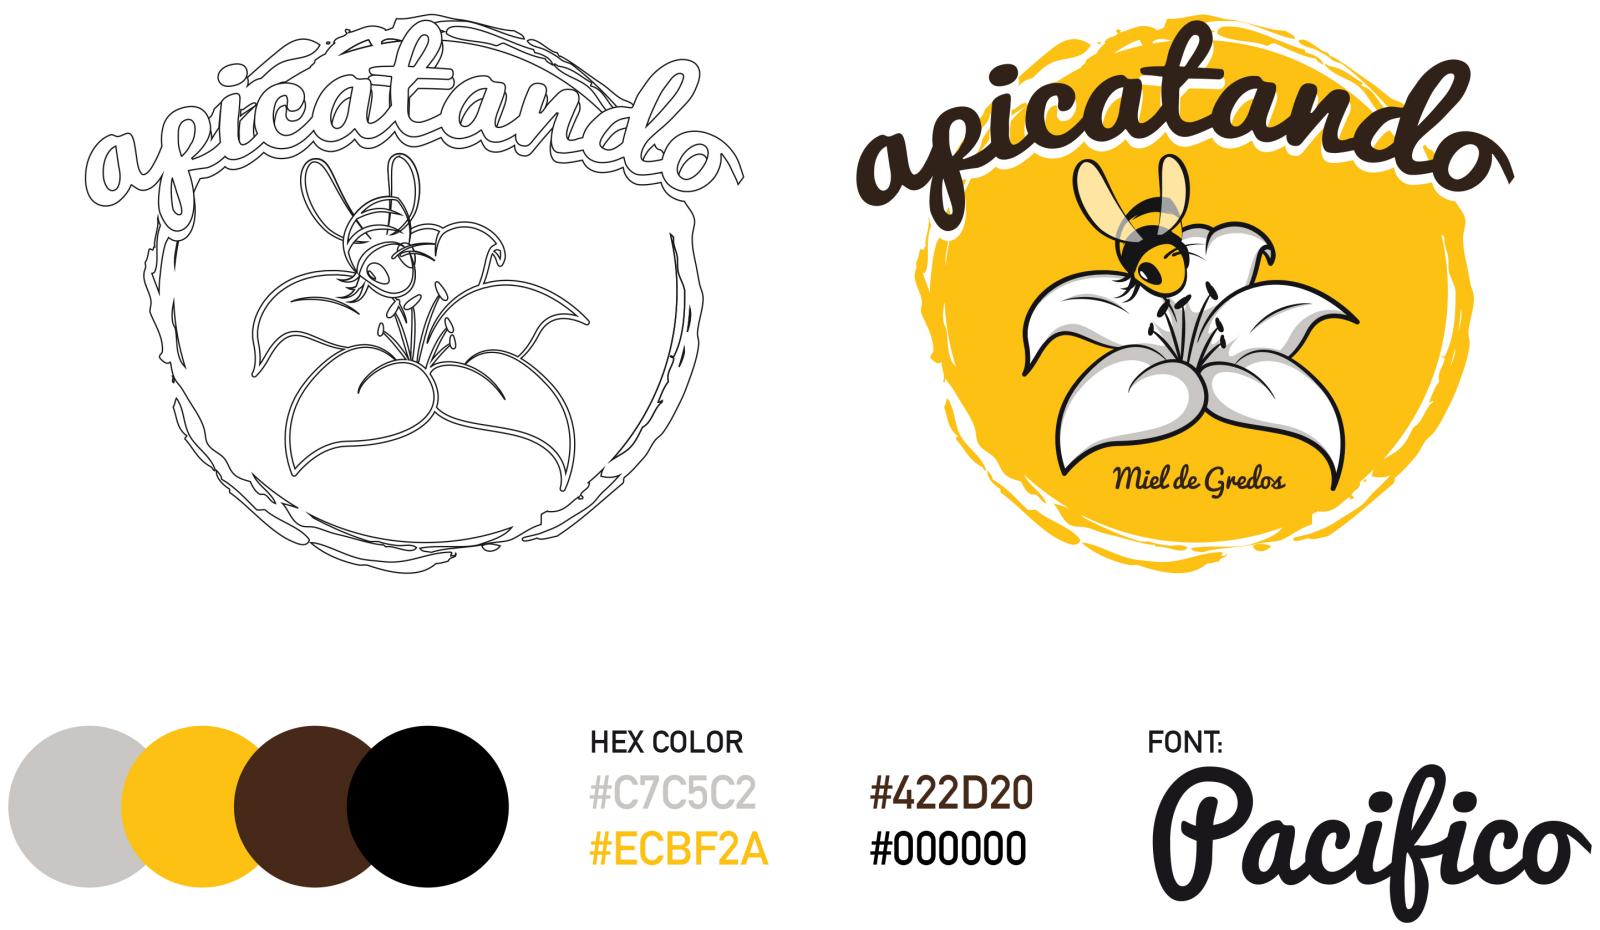 apicatando
apicatando
Miel de Gredos
HEX COLOR
#C7C5C2
#ECBF2A
#422D20
#000000
FONT:
Pacifico